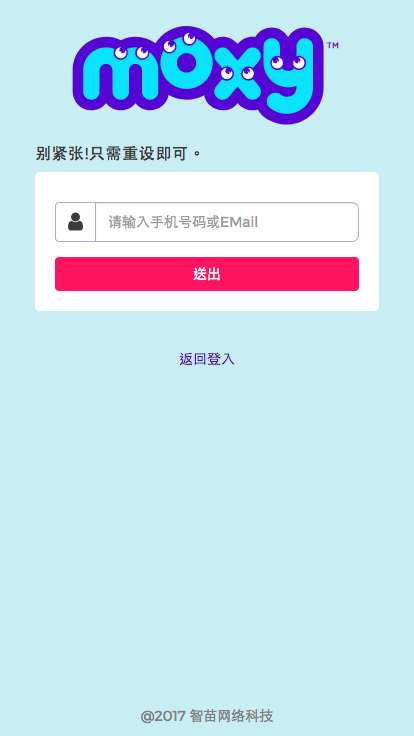 moxy™
别紧张!只需重设即可。
请输入手机号码或EMail
送出
返回登入
@2017 智苗网络科技